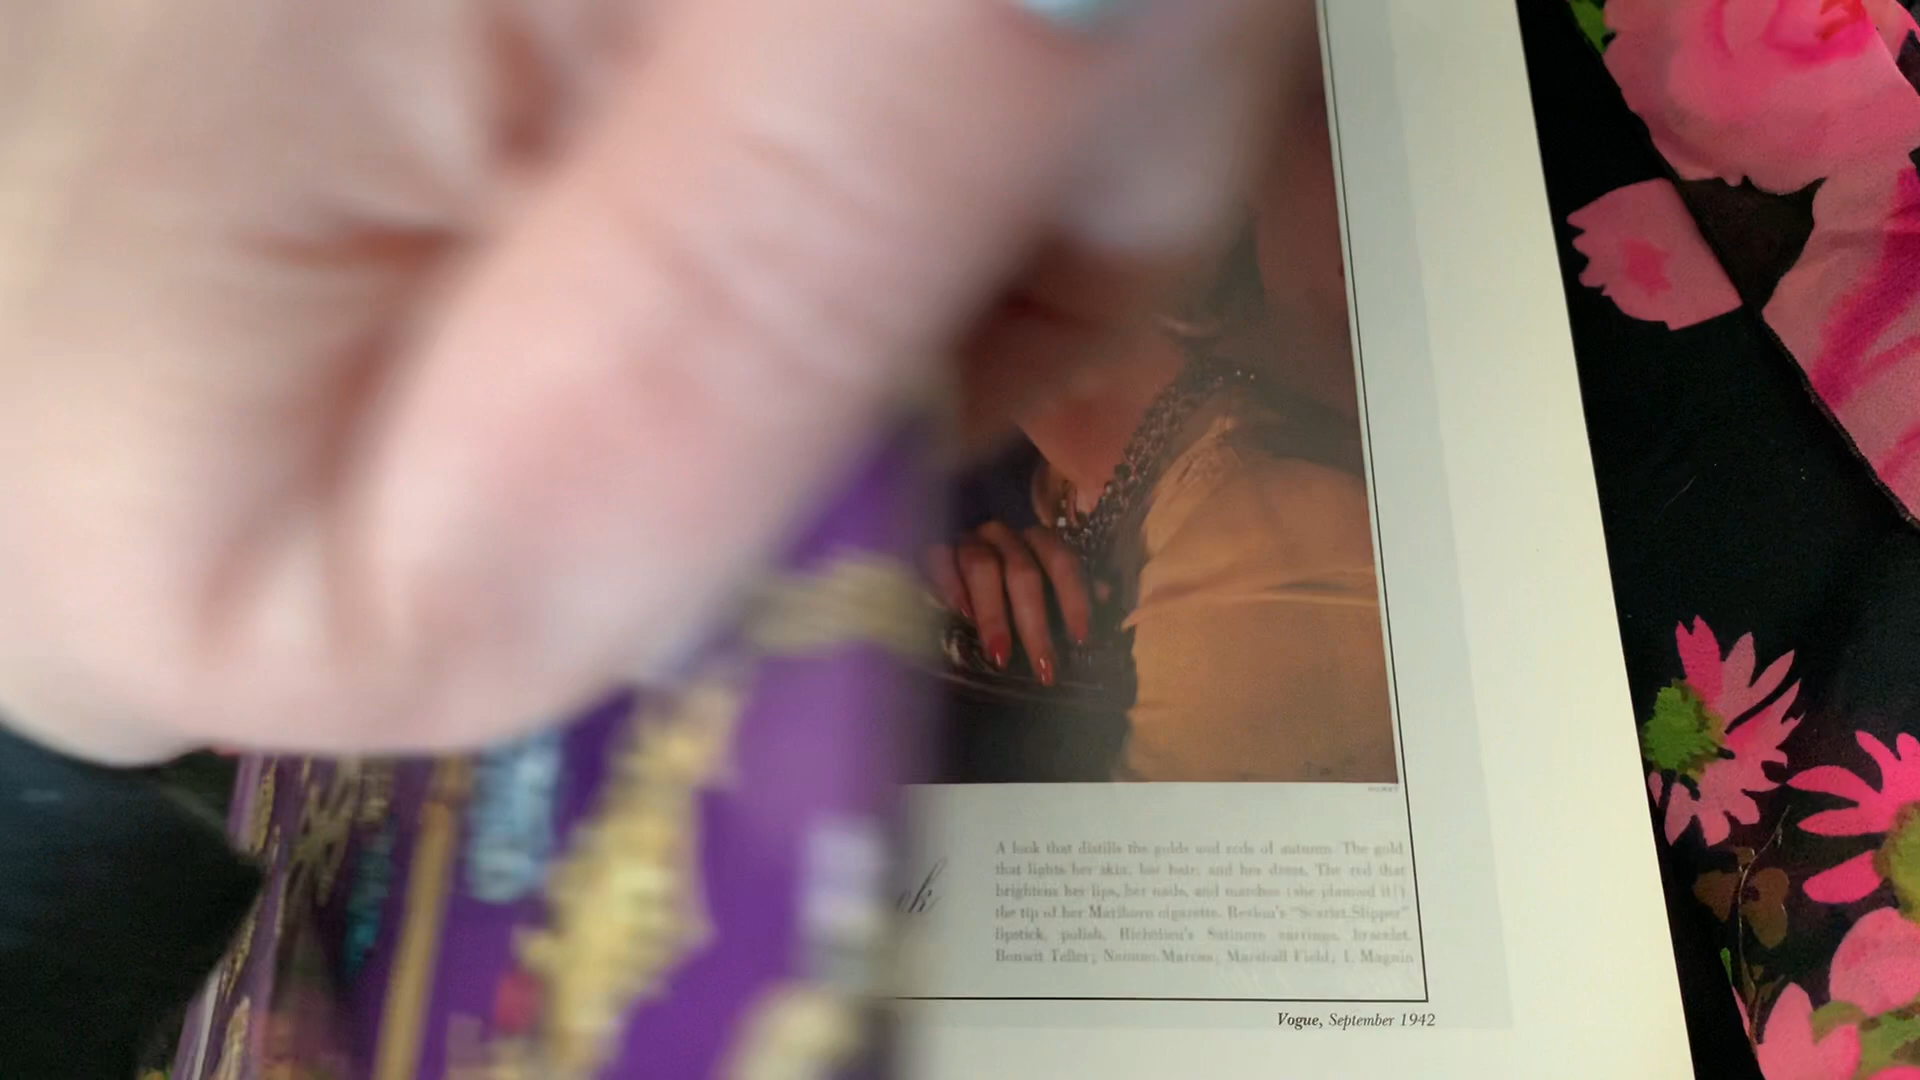 ok
A look that distills the golds and reds of autumn. The gold
that lights her skin, her hair, and her dress. The red that
brightens her lips, her nails, and matches (she planned it!)
the tip of her Marlboro cigarette. Revlon's "Scarlet Slipper"
lipstick, polish. Richelieu's Satinore earrings, bracelet.
Bonwit Teller; Neiman-Marcus; Marshall Field; I. Magnin
Vogue, September 1942